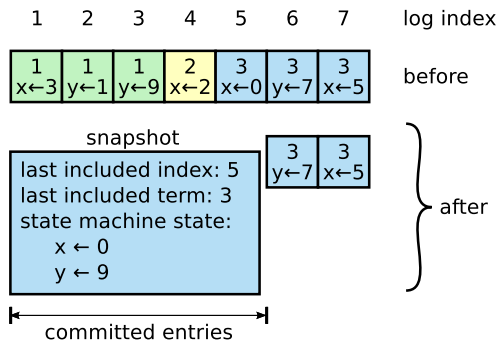 1 2 3 4 5 6 7 log index
1 1 1 2 3 3 3
x←3 y←1 y←9 x←2 x←0 y←7 x←5
before
snapshot
last included index: 5
last included term: 3
state machine state:
x ← 0
y ← 9
3 3
y←7 x←5
after
committed entries